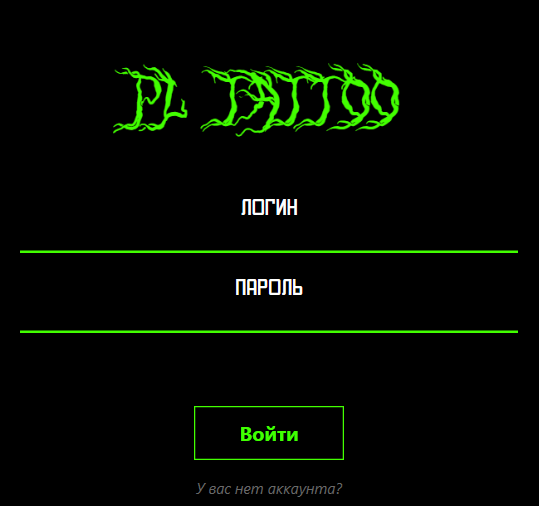 PL TATTOO
ЛОГИН
ПАРОЛЬ
Войти
У вас нет аккаунта?